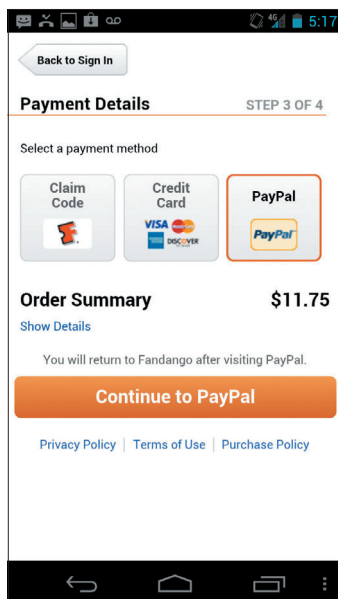 4G 5:17
Back to Sign In
Payment Details STEP 3 OF 4
Select a payment method
Claim Credit PayPal
Code Card
VISA
DISCOVER
PayPal
Order Summary $11.75
Show Details
You will return to Fandango after visiting PayPal.
Continue to PayPal
Privacy Policy | Terms of Use | Purchase Policy